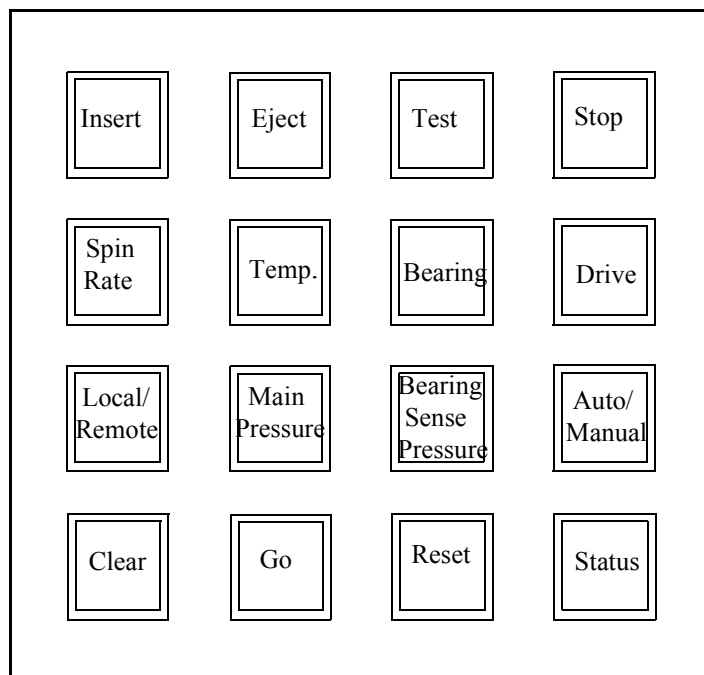 Insert
Eject
Test
Stop
Spin
Rate
Temp.
Bearing
Drive
Local/
Remote
Main
Pressure
Bearing
Sense
Pressure
Auto/
Manual
Clear
Go
Reset
Status